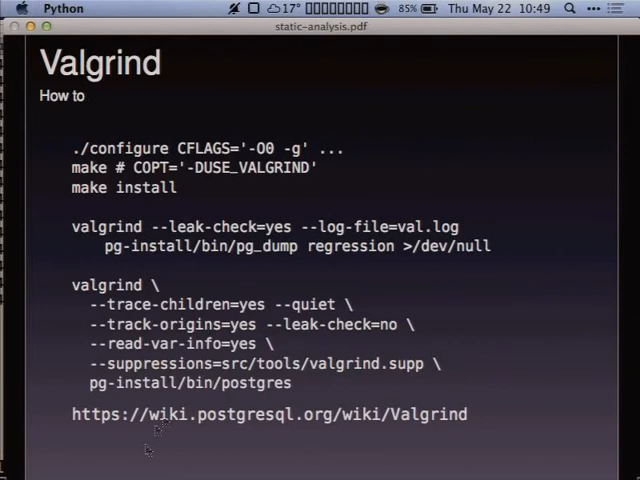 Python
17°
85%
Thu May 22
10:49
static-analysis.pdf
Valgrind
How to
./configure CFLAGS='-O0 -g' ...
make # COPT='-DUSE_VALGRIND'
make install
valgrind --leak-check=yes --log-file=val.log
pg-install/bin/pg_dump regression >/dev/null
valgrind \
--trace-children=yes --quiet \
--track-origins=yes --leak-check=no \
--read-var-info=yes \
--suppressions=src/tools/valgrind.supp \
pg-install/bin/postgres
https://wiki.postgresql.org/wiki/Valgrind